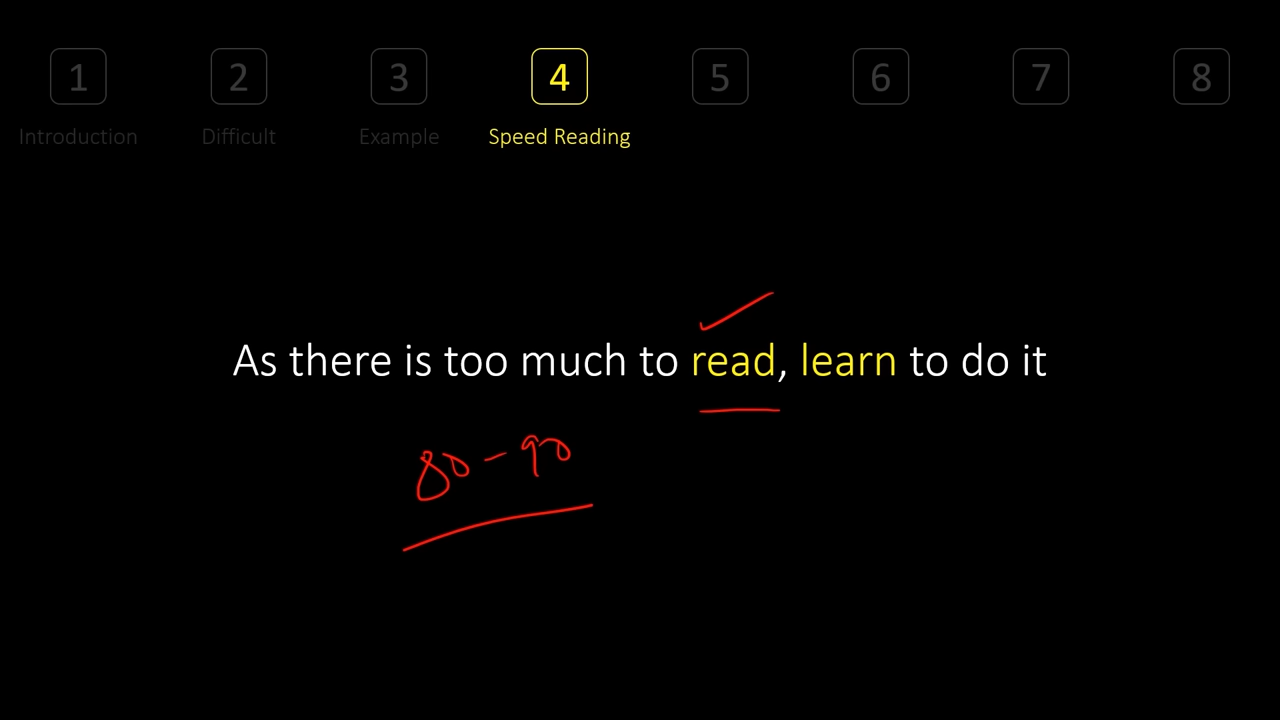 1 2 3 4 5 6 7 8
Introduction Difficult Example Speed Reading
As there is too much to read, learn to do it
80-90